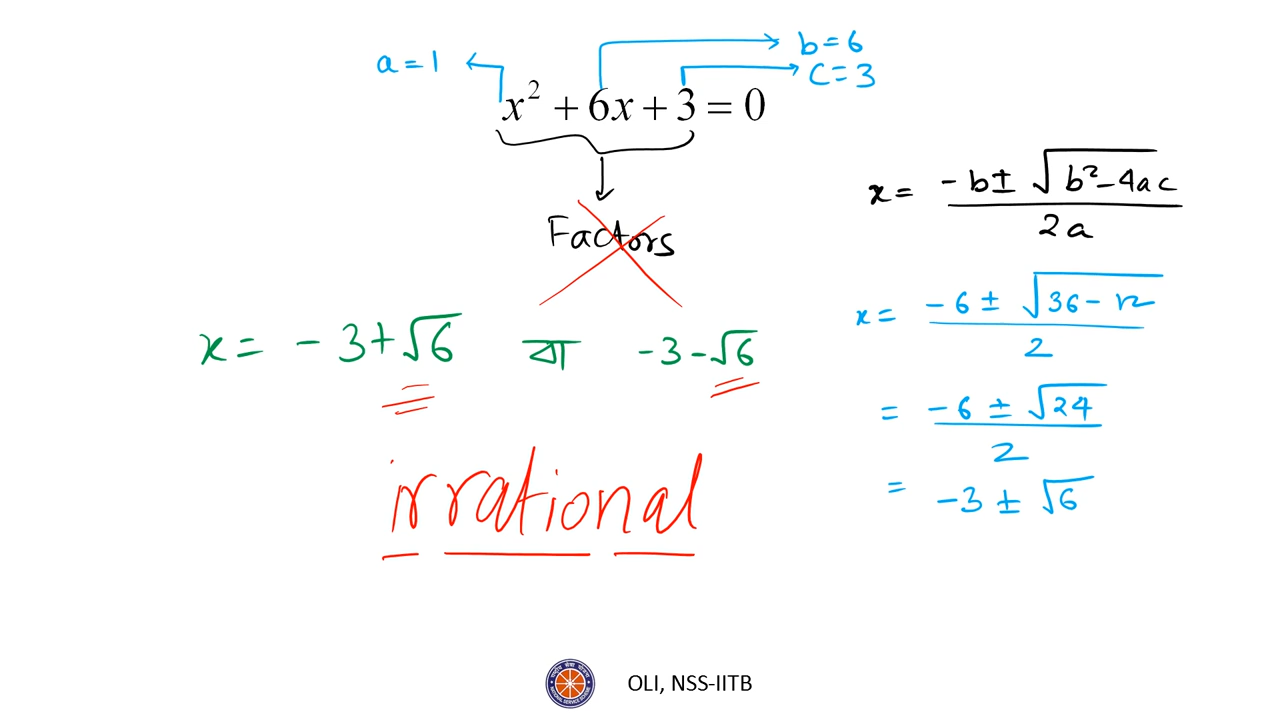 a = 1
b = 6
c = 3
x² + 6x + 3 = 0
Factors
x = -b ± √(b² - 4ac) / 2a
x = -6 ± √(36 - 12) / 2
= -6 ± √24 / 2
= -3 ± √6
x = -3 + √6 বা -3 - √6
irrational
OLI, NSS-IITB